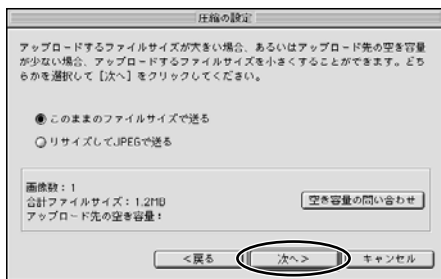 圧縮の設定
アップロードするファイルサイズが大きい場合、あるいはアップロード先の空き容量
が少ない場合、アップロードするファイルサイズを小さくすることができます。どち
らかを選択して［次へ］をクリックしてください。
このままのファイルサイズで送る
リサイズしてJPEGで送る
画像数：1
合計ファイルサイズ：1.2MB
空き容量の問い合わせ
アップロード先の空き容量：
<戻る
次へ>
キャンセル